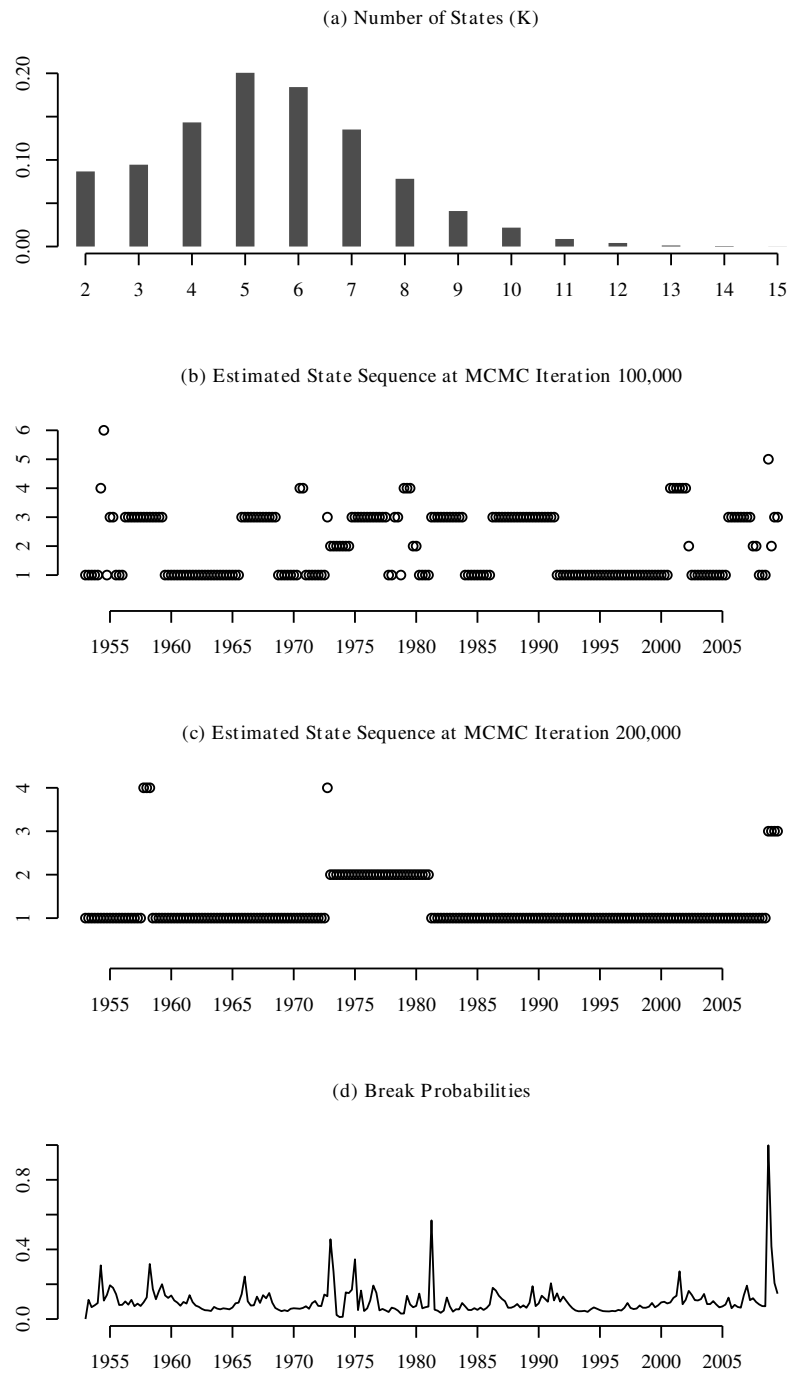 (a) Number of States (K)
0.20
0.10
0.00
2 3 4 5 6 7 8 9 10 11 12 13 14 15
(b) Estimated State Sequence at MCMC Iteration 100,000
6
5
4
3
2
1
1955 1960 1965 1970 1975 1980 1985 1990 1995 2000 2005
(c) Estimated State Sequence at MCMC Iteration 200,000
4
3
2
1
1955 1960 1965 1970 1975 1980 1985 1990 1995 2000 2005
(d) Break Probabilities
0.8
0.4
0.0
1955 1960 1965 1970 1975 1980 1985 1990 1995 2000 2005